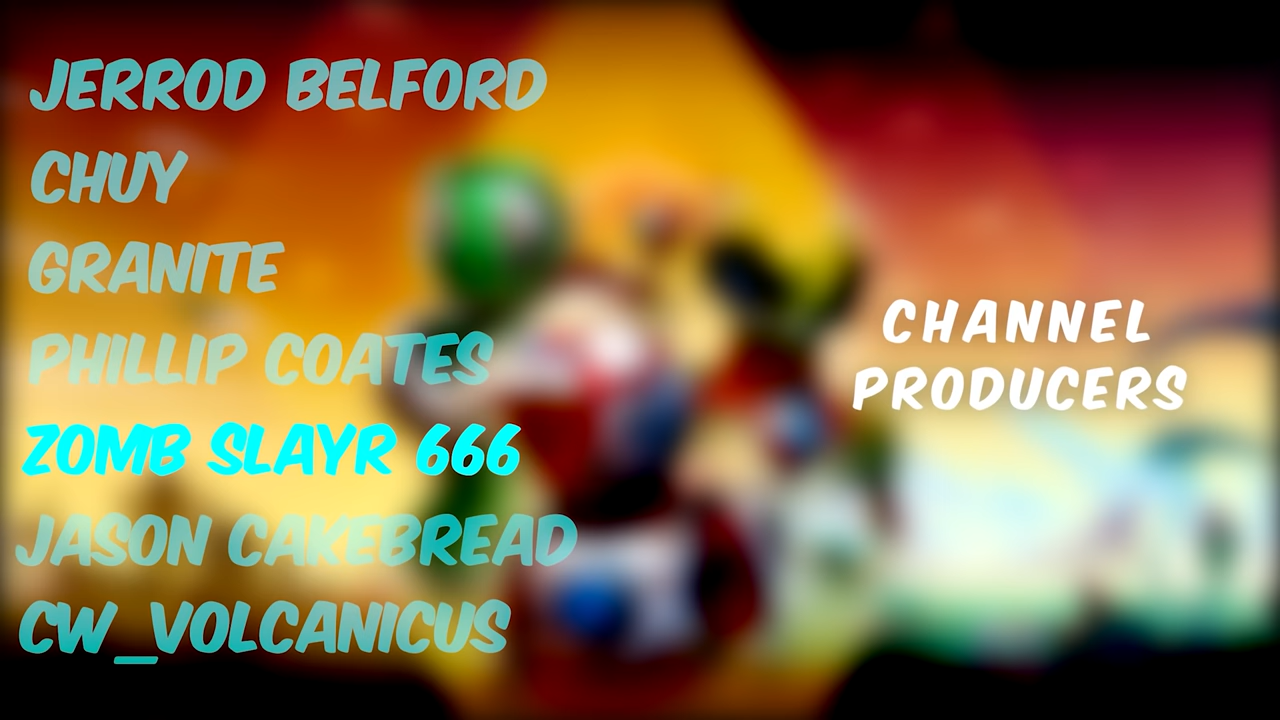 JERROD BELFORD
CHUY
GRANITE
PHILLIP COATES
ZOMB SLAYR 666
JASON CAKEBREAD
CW_VOLCANICUS
CHANNEL
PRODUCERS